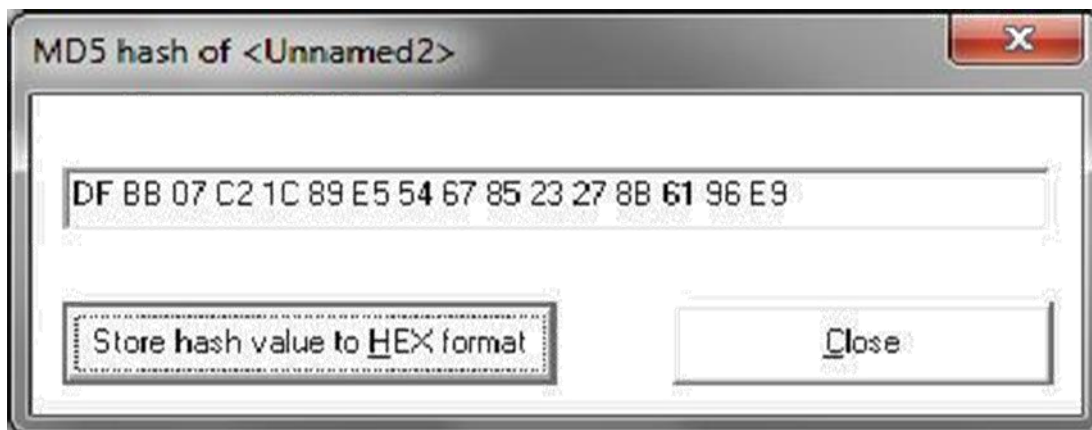 MD5 hash of <Unnamed2>
DF BB 07 C2 1C 89 E5 54 67 85 23 27 8B 61 96 E9
Store hash value to HEX format
Close